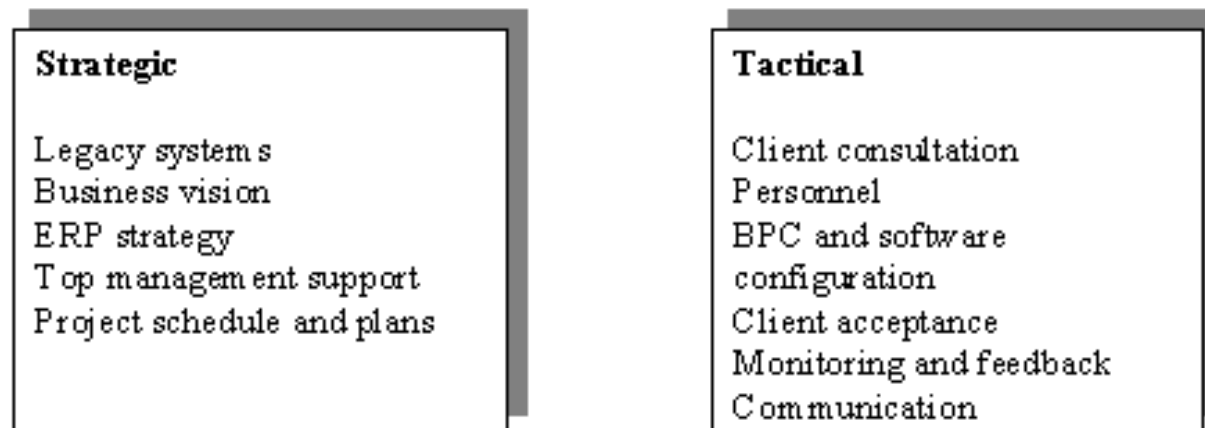 Strategic
Legacy systems
Business vision
ERP strategy
Top management support
Project schedule and plans
Tactical
Client consultation
Personnel
BPC and software
configuration
Client acceptance
Monitoring and feedback
Communication